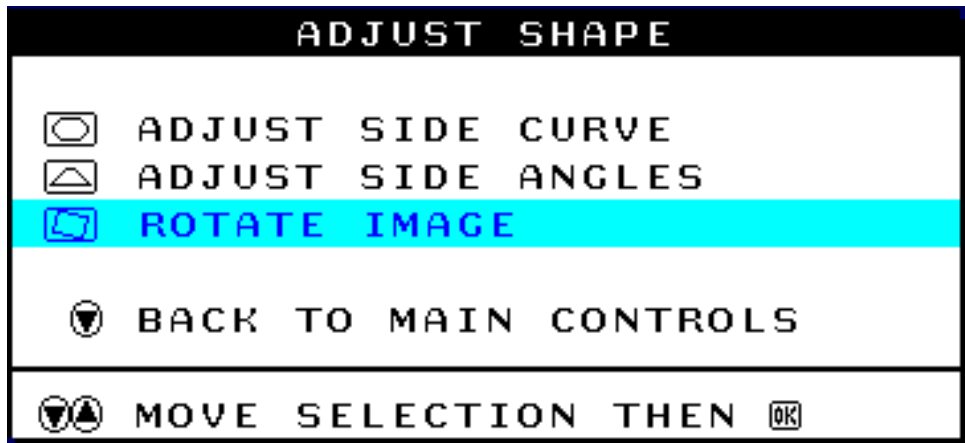 ADJUST SHAPE
ADJUST SIDE CURVE
ADJUST SIDE ANGLES
ROTATE IMAGE
BACK TO MAIN CONTROLS
MOVE SELECTION THEN OK